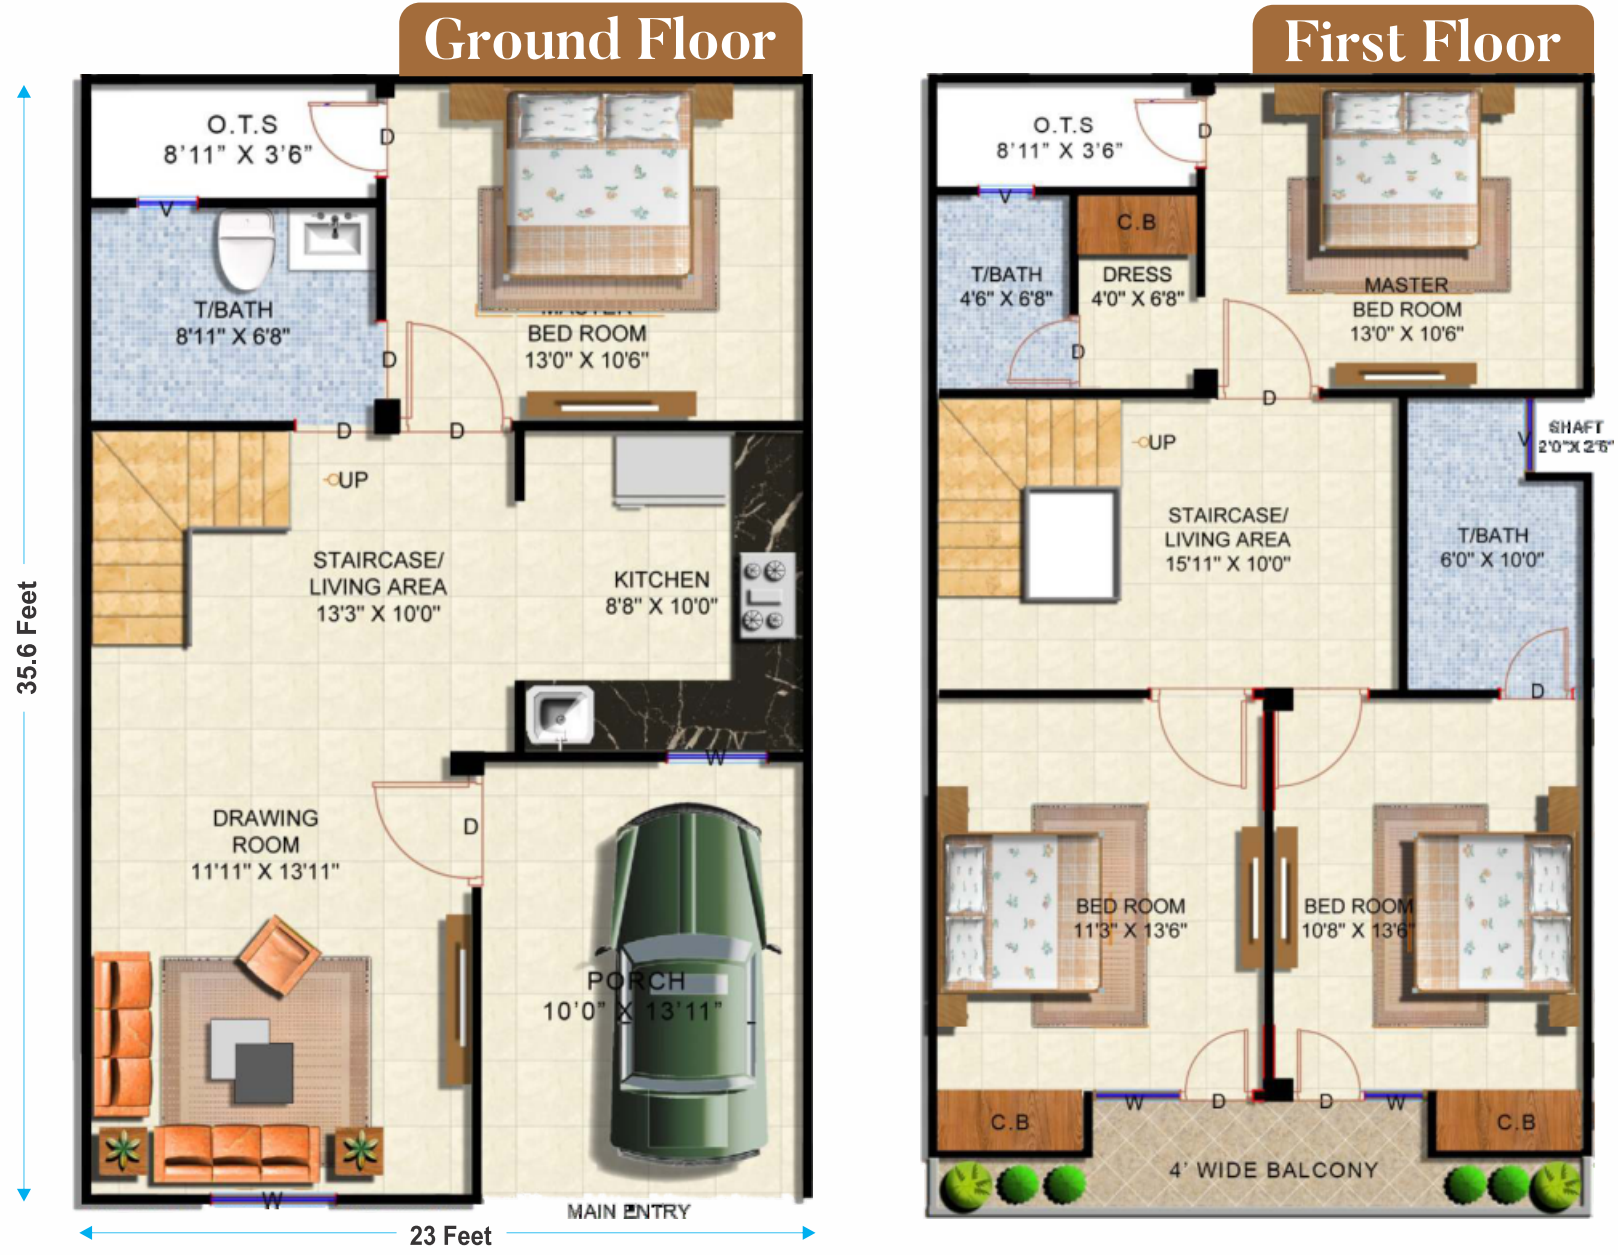 Ground Floor
O.T.S
8'11" X 3'6"
D
V
T/BATH
8'11" X 6'8"
D
MASTER
BED ROOM
13'0" X 10'6"
D
D
UP
STAIRCASE/
LIVING AREA
13'3" X 10'0"
KITCHEN
8'8" X 10'0"
W
D
DRAWING
ROOM
11'11" X 13'11"
PORCH
10'0" X 13'11"
W
MAIN ENTRY
35.6 Feet
23 Feet
First Floor
O.T.S
8'11" X 3'6"
D
V
C.B
T/BATH
4'6" X 6'8"
DRESS
4'0" X 6'8"
D
MASTER
BED ROOM
13'0" X 10'6"
D
UP
STAIRCASE/
LIVING AREA
15'11" X 10'0"
V
SHAFT
2'0"X 2'6"
T/BATH
6'0" X 10'0"
D
BED ROOM
11'3" X 13'6"
BED ROOM
10'8" X 13'6"
W
D
D
W
C.B
C.B
4' WIDE BALCONY